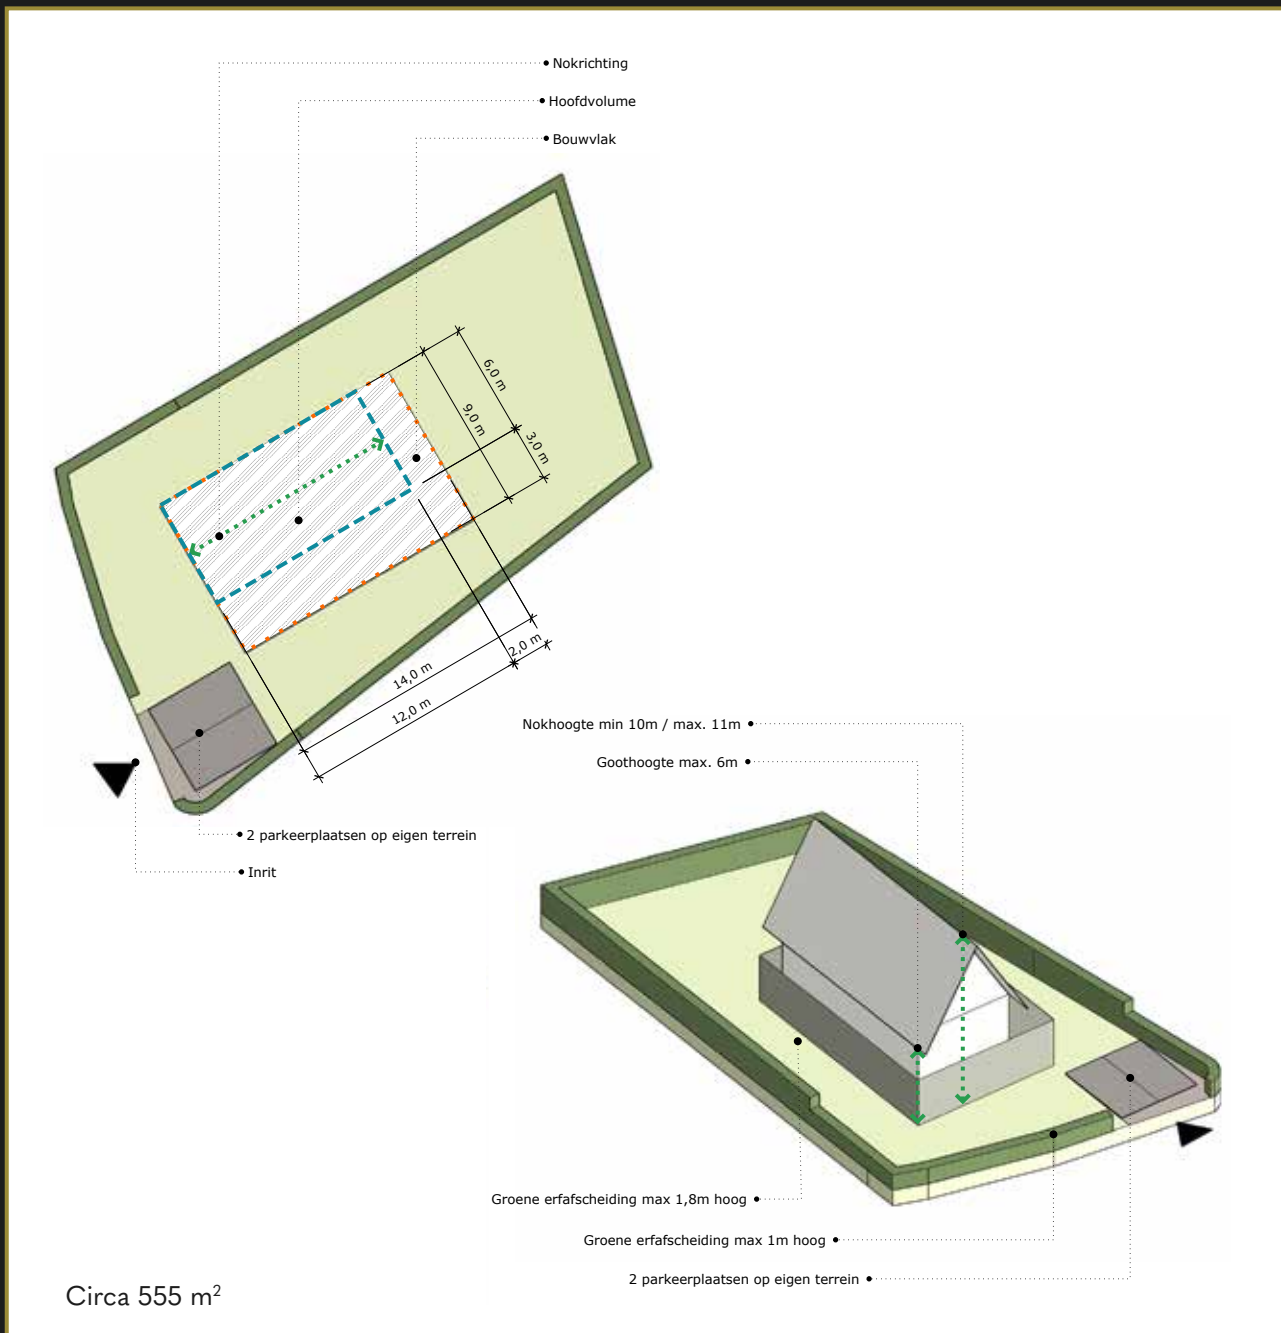 Nokrichting
Hoofdvolume
Bouwvlak
6,0 m
9,0 m
3,0 m
2,0 m
14,0 m
12,0 m
Nokhoogte min 10m / max. 11m
Goothoogte max. 6m
2 parkeerplaatsen op eigen terrein
Inrit
Groene erfafscheiding max 1,8m hoog
Groene erfafscheiding max 1m hoog
2 parkeerplaatsen op eigen terrein
Circa 555 m²